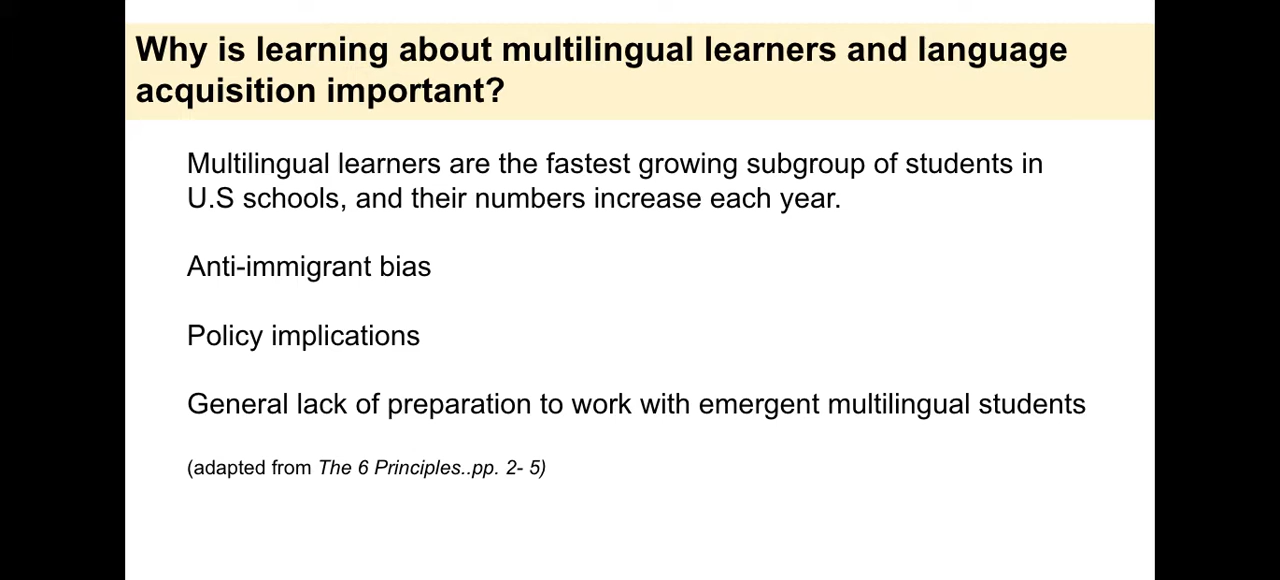 Why is learning about multilingual learners and language
acquisition important?
Multilingual learners are the fastest growing subgroup of students in
U.S schools, and their numbers increase each year.
Anti-immigrant bias
Policy implications
General lack of preparation to work with emergent multilingual students
(adapted from The 6 Principles..pp. 2- 5)